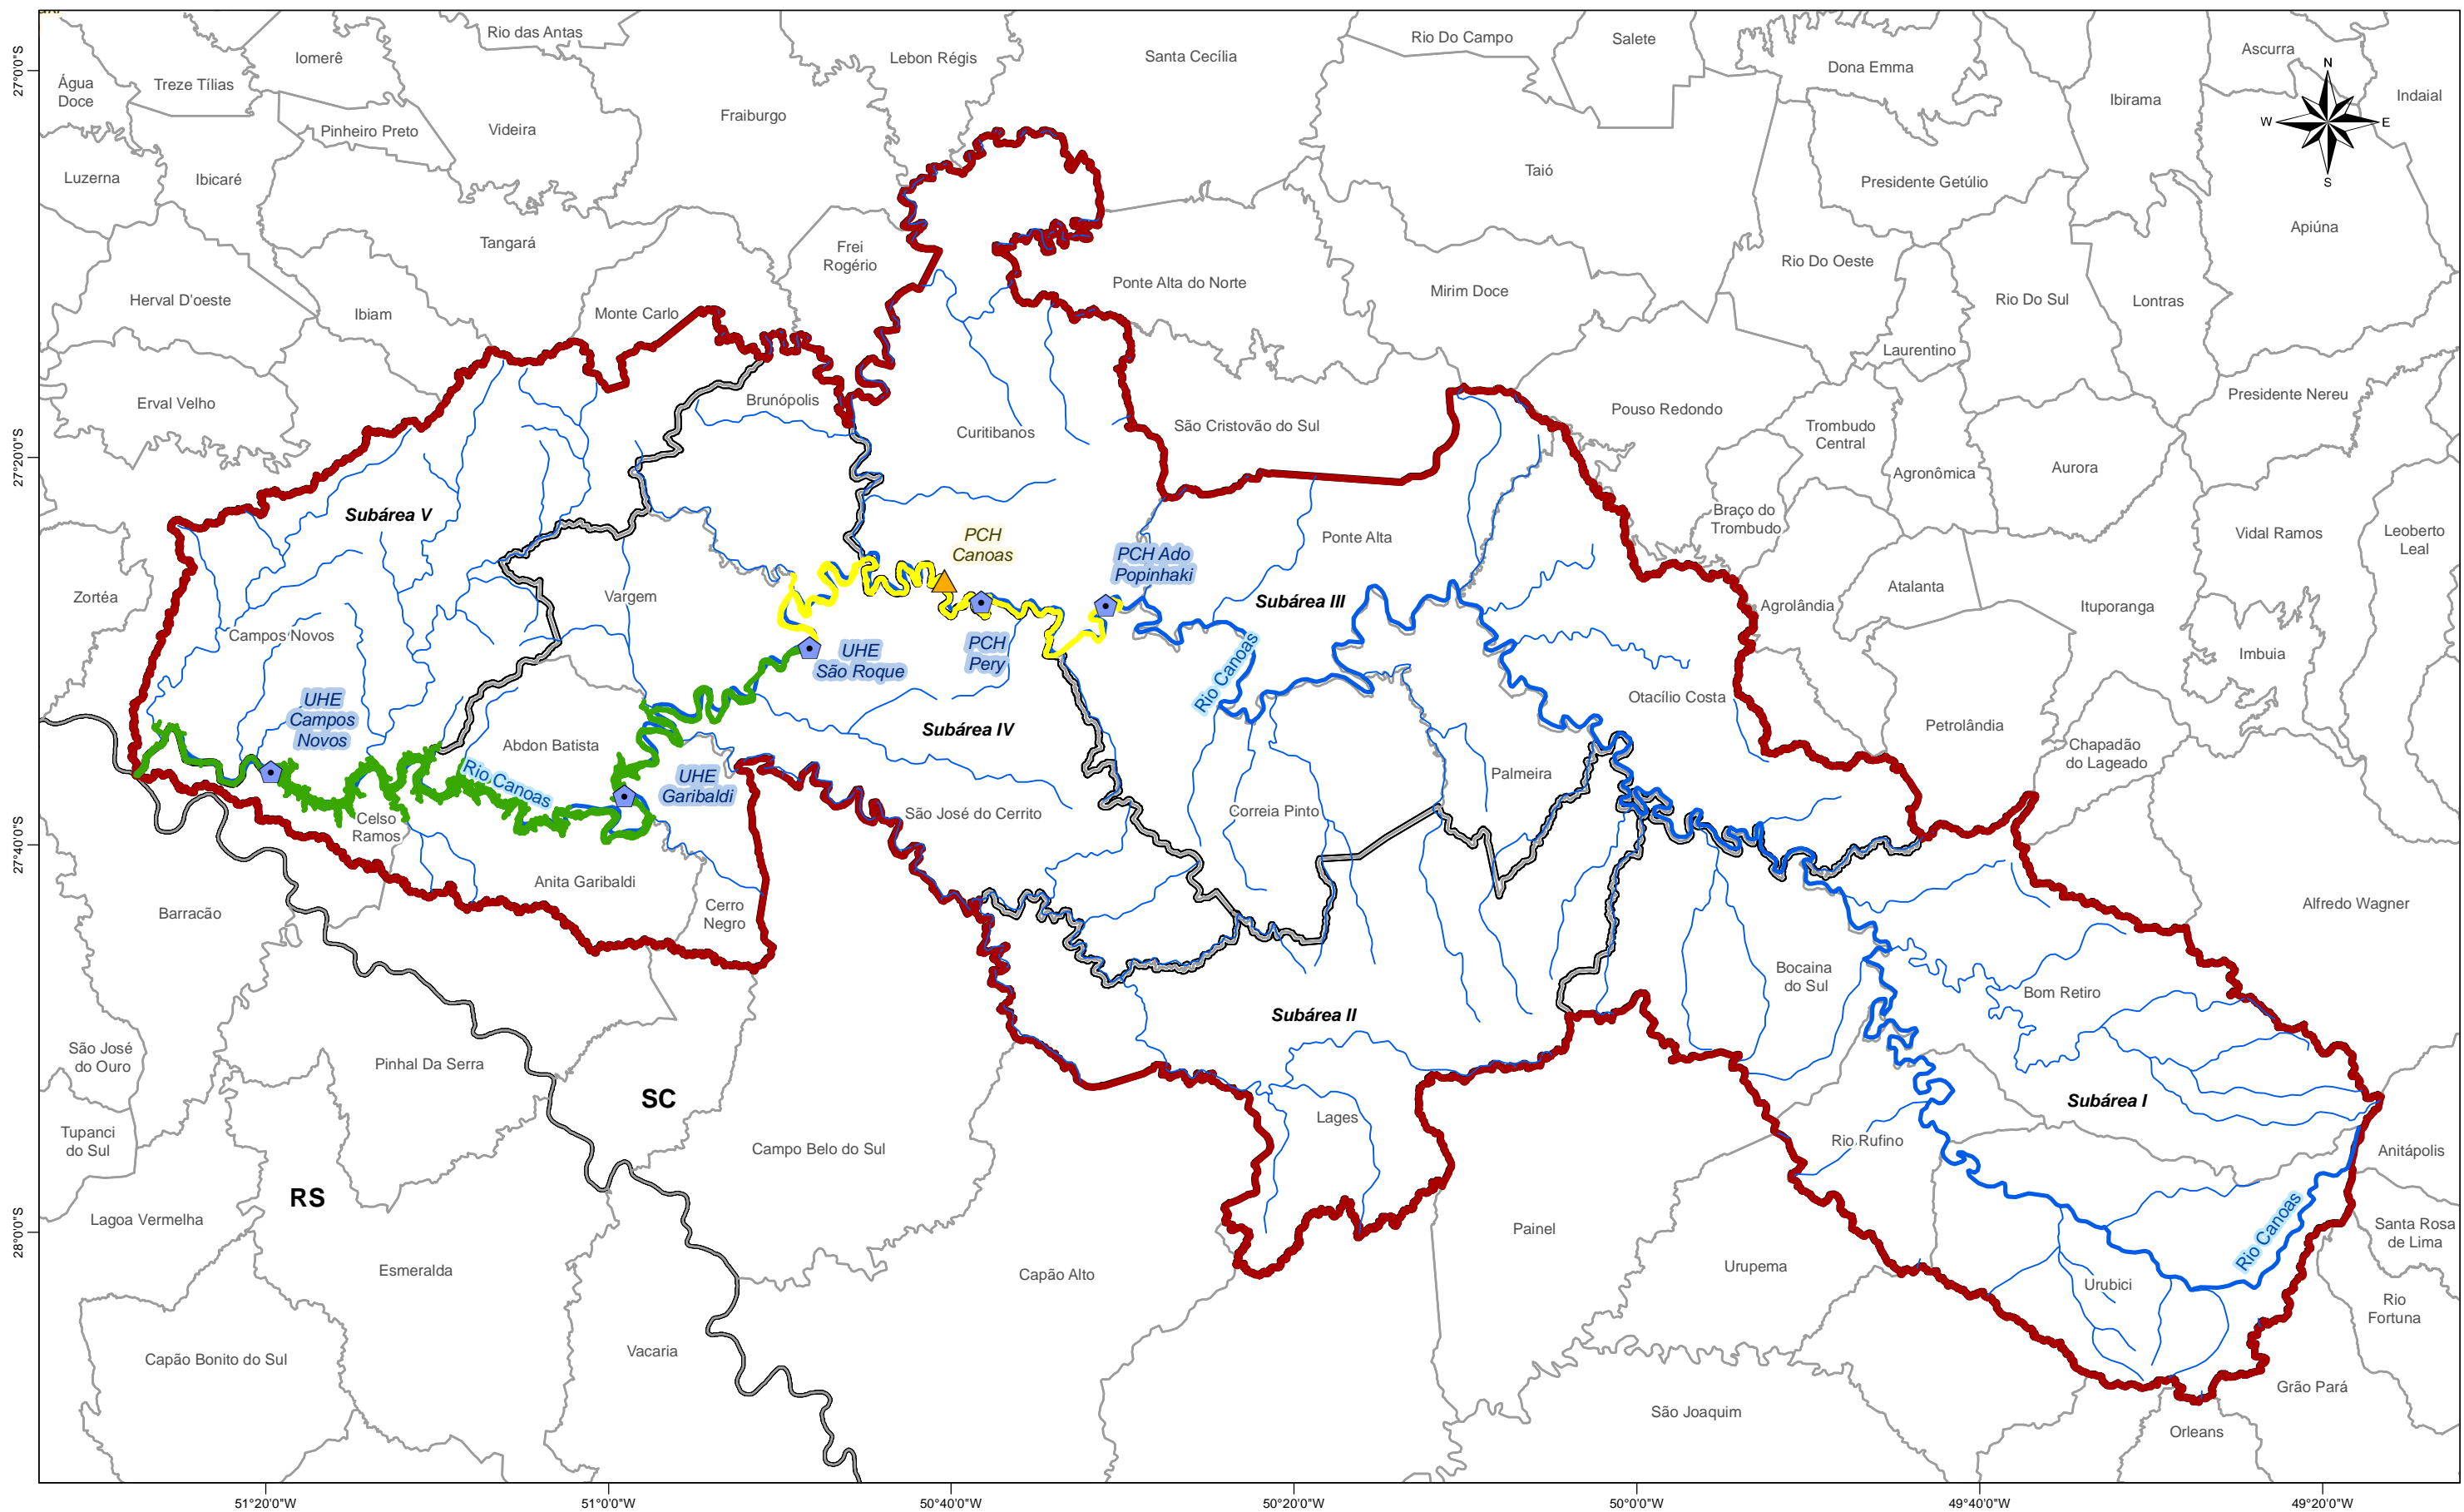 Rio das Antas
Iomerê
Lebon Régis
Santa Cecília
Rio Do Campo
Salete
Ascurra
Dona Emma
N
27°0'0"S
Água
Doce
Treze Tílias
Ibirama
Indaial
W
E
S
Pinheiro Preto
Videira
Fraiburgo
Luzerna
Ibicaré
Taió
Presidente Getúlio
Apiúna
Tangará
Frei
Rogério
Ponte Alta do Norte
Mirim Doce
Rio Do Oeste
Herval D'oeste
Ibiam
Monte Carlo
Rio Do Sul
Lontras
Laurentino
Erval Velho
Brunópolis
Curitibanos
São Cristovão do Sul
Pouso Redondo
Presidente Nereu
Trombudo
Central
27°20'0"S
Agronômica
Aurora
Subárea V
Braço do
Trombudo
Vidal Ramos
Leoberto
Leal
PCH
Canoas
PCH Ado
Popinhaki
Ponte Alta
Zortéa
Vargem
Subárea III
Agrolândia
Atalanta
Ituporanga
Campos Novos
UHE
São Roque
PCH
Pery
Rio Canoas
Imbuia
Otacílio Costa
UHE
Campos
Novos
Subárea IV
Petrolândia
Abdon Batista
Chapadão
do Lageado
Rio Canoas
UHE
Garibaldi
Palmeira
Celso
Ramos
São José do Cerrito
Correia Pinto
27°40'0"S
Anita Garibaldi
Cerro
Negro
Barracão
Alfredo Wagner
Bocaina
do Sul
Bom Retiro
Subárea II
São José
do Ouro
Pinhal Da Serra
SC
Subárea I
Lages
Tupanci
do Sul
Campo Belo do Sul
Rio Rufino
Anitápolis
RS
Lagoa Vermelha
Painel
Santa Rosa
de Lima
28°0'0"S
Rio Canoas
Esmeralda
Capão Alto
Urupema
Urubici
Rio
Fortuna
Capão Bonito do Sul
Vacaria
Grão Pará
São Joaquim
Orleans
51°20'0"W
51°0'0"W
50°40'0"W
50°20'0"W
50°0'0"W
49°40'0"W
49°20'0"W